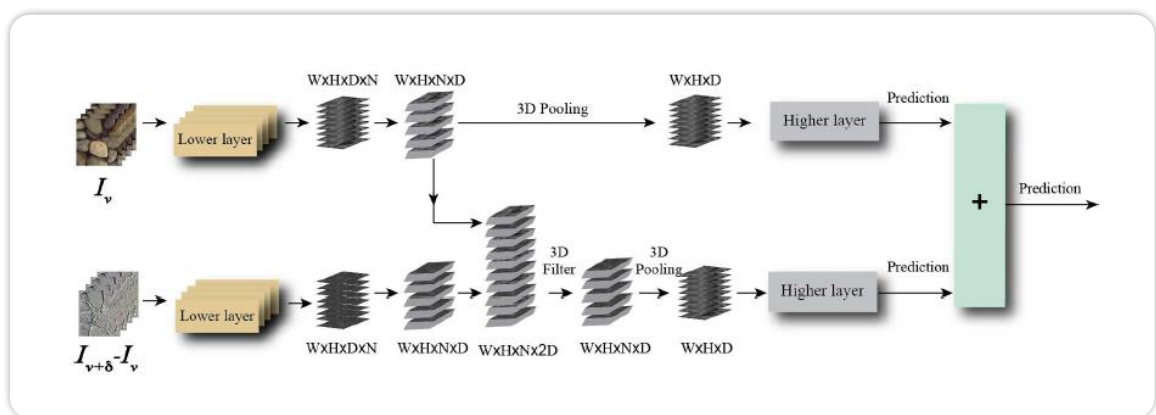 WxHxDxN
WxHxNxD
WxHxD
Prediction
Lower layer
3D Pooling
Higher layer
I_v
+
Prediction
3D
Filter
3D
Pooling
Prediction
Lower layer
Higher layer
WxHxDxN
WxHxNxD
WxHxNx2D
WxHxNxD
WxHxD
I_{v+δ}-I_v